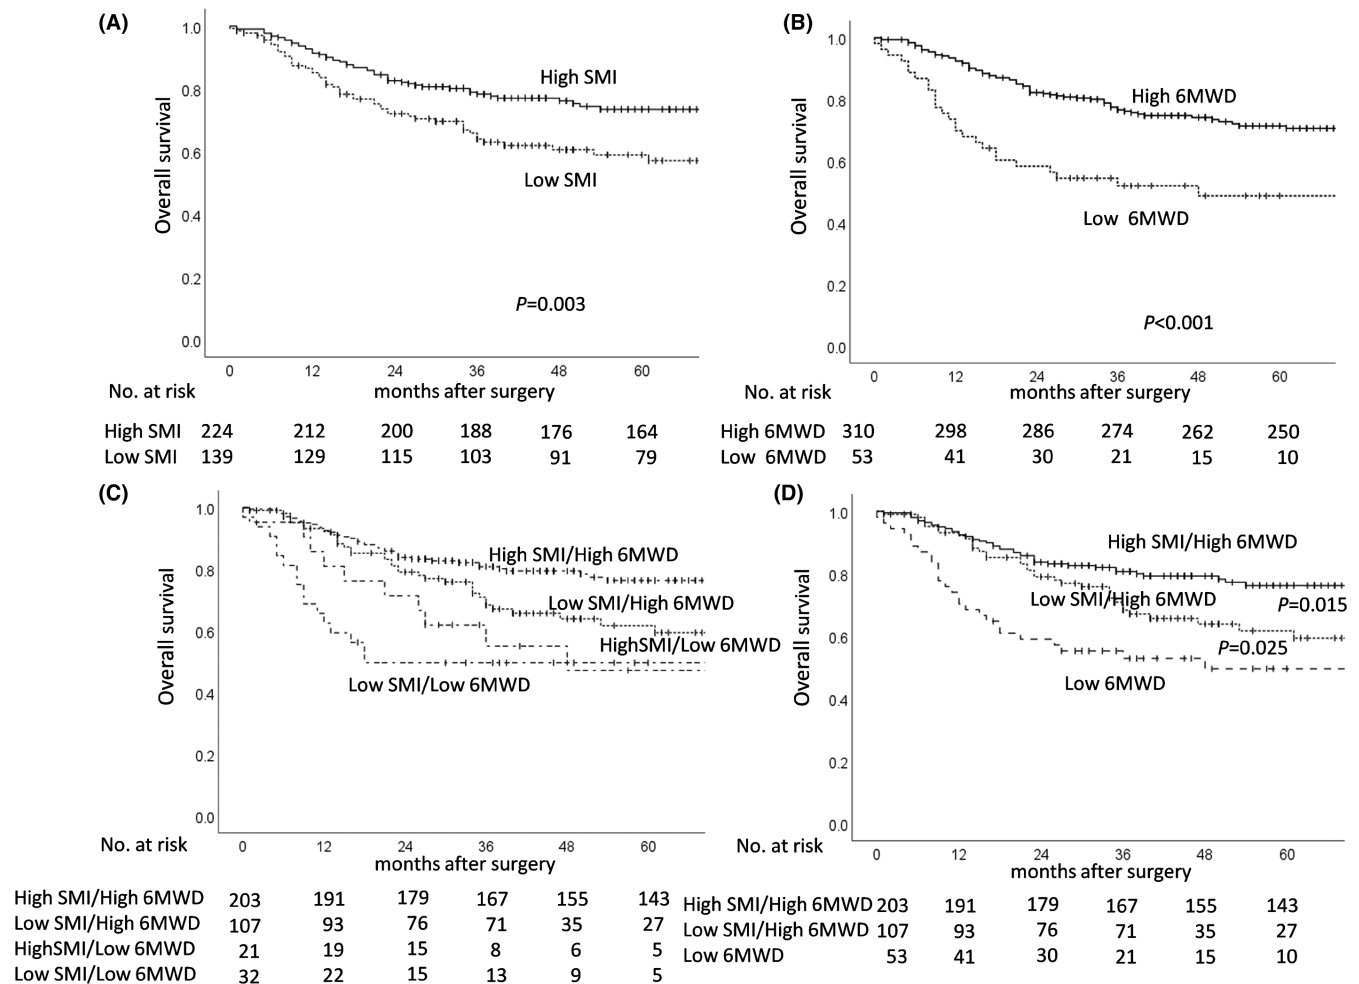 (A)
1.0
0.8
0.6
0.4
0.2
0.0
Overall survival
High SMI
Low SMI
P=0.003
0 12 24 36 48 60
No. at risk
months after surgery
High SMI 224 212 200 188 176 164
Low SMI 139 129 115 103 91 79
(B)
1.0
0.8
0.6
0.4
0.2
0.0
Overall survival
High 6MWD
Low 6MWD
P<0.001
0 12 24 36 48 60
No. at risk
months after surgery
High 6MWD 310 298 286 274 262 250
Low 6MWD 53 41 30 21 15 10
(C)
1.0
0.8
0.6
0.4
0.2
0.0
Overall survival
High SMI/High 6MWD
Low SMI/High 6MWD
HighSMI/Low 6MWD
Low SMI/Low 6MWD
No. at risk
0 12 24 36 48 60
months after surgery
High SMI/High 6MWD 203 191 179 167 155 143
Low SMI/High 6MWD 107 93 76 71 35 27
HighSMI/Low 6MWD 21 19 15 8 6 5
Low SMI/Low 6MWD 32 22 15 13 9 5
(D)
1.0
0.8
0.6
0.4
0.2
0.0
Overall survival
High SMI/High 6MWD
Low SMI/High 6MWD
P=0.015
P=0.025
Low 6MWD
No. at risk
0 12 24 36 48 60
months after surgery
High SMI/High 6MWD 203 191 179 167 155 143
Low SMI/High 6MWD 107 93 76 71 35 27
Low 6MWD 53 41 30 21 15 10